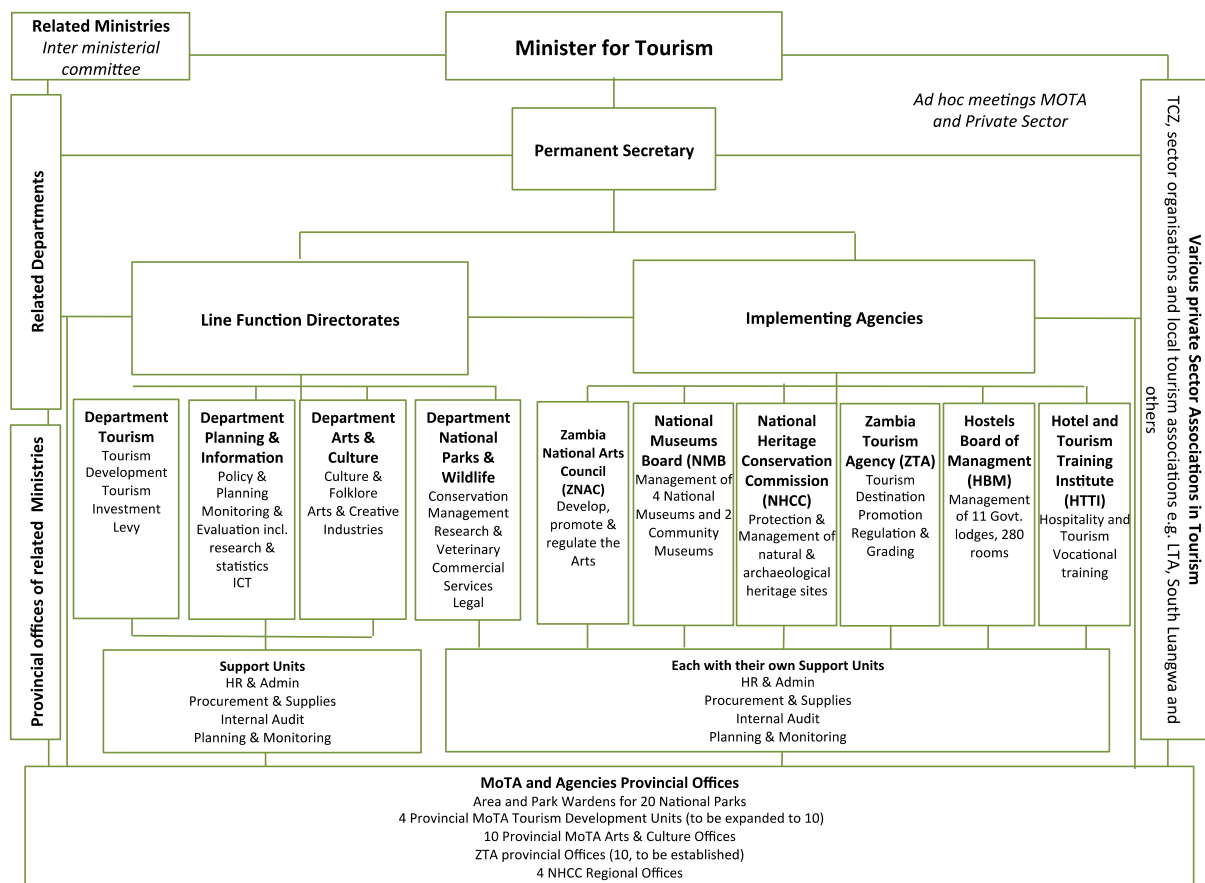 Related Ministries
Inter ministerial
committee
Minister for Tourism
Ad hoc meetings MOTA
and Private Sector
Permanent Secretary
Related Departments
Provincial offices of related Ministries
Various private Sector Associations in Tourism
TCZ, sector organisations and local tourism associations e.g. LTA, South Luangwa and
others
Line Function Directorates
Implementing Agencies
Department
Tourism
Tourism
Development
Tourism
Investment
Levy
Department
Planning &
Information
Policy &
Planning
Monitoring &
Evaluation incl.
research &
statistics
ICT
Department
Arts &
Culture
Culture &
Folklore
Arts & Creative
Industries
Department
National
Parks &
Wildlife
Conservation
Management
Research &
Veterinary
Commercial
Services
Legal
Zambia
National Arts
Council
(ZNAC)
Develop,
promote &
regulate the
Arts
National
Museums
Board (NMB
Management of
4 National
Museums and 2
Community
Museums
National
Heritage
Conservation
Commission
(NHCC)
Protection &
Management of
natural &
archaeological
heritage sites
Zambia
Tourism
Agency (ZTA)
Tourism
Destination
Promotion
Regulation &
Grading
Hostels
Board of
Managment
(HBM)
Management
of 11 Govt.
lodges, 280
rooms
Hotel and
Tourism
Training
Institute
(HTTI)
Hospitality and
Tourism
Vocational
training
Support Units
HR & Admin
Procurement & Supplies
Internal Audit
Planning & Monitoring
Each with their own Support Units
HR & Admin
Procurement & Supplies
Internal Audit
Planning & Monitoring
MoTA and Agencies Provincial Offices
Area and Park Wardens for 20 National Parks
4 Provincial MoTA Tourism Development Units (to be expanded to 10)
10 Provincial MoTA Arts & Culture Offices
ZTA provincial Offices (10, to be established)
4 NHCC Regional Offices